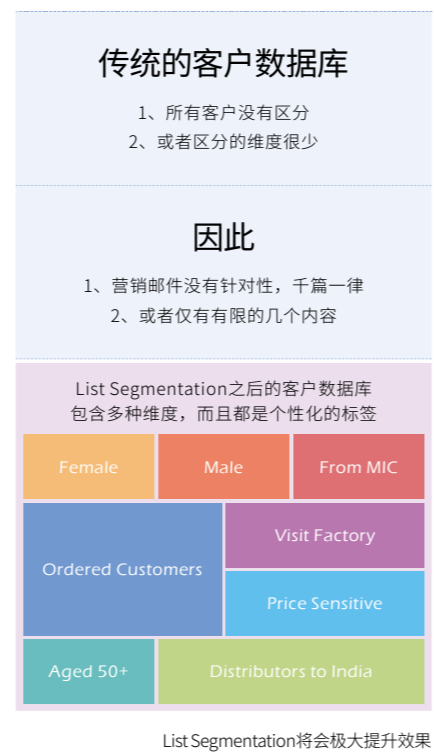 传统的客户数据库
1、所有客户没有区分
2、或者区分的维度很少
因此
1、营销邮件没有针对性，千篇一律
2、或者仅有有限的几个内容
List Segmentation之后的客户数据库
包含多种维度，而且都是个性化的标签
Female
Male
From MIC
Ordered Customers
Visit Factory
Price Sensitive
Aged 50+
Distributors to India
List Segmentation将会极大提升效果